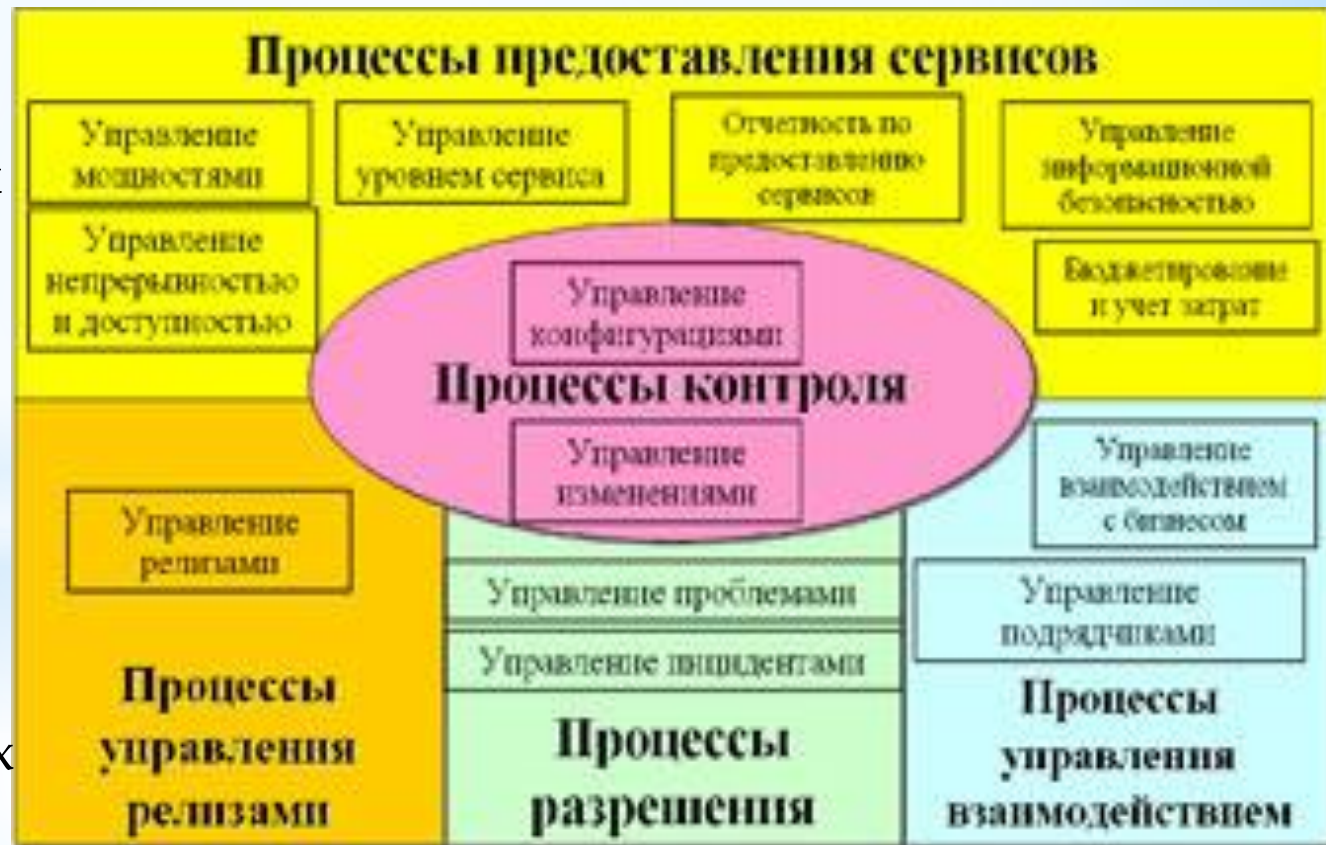 Процессы предоставления сервисов
Управление
мощностями
Управление
уровнем сервиса
Отчетность по
предоставлению
сервисов
Управление
информационной
безопасностью
Управление
непрерывностью
и доступностью
Бюджетирование
и учет затрат
Управление
конфигурациями
Процессы контроля
Управление
изменениями
Управление
релизами
Процессы
управления
релизами
Управление проблемами
Управление инцидентами
Процессы
разрешения
Управление
взаимодействием
с бизнесом
Управление
подрядчиками
Процессы
управления
взаимодействием
х